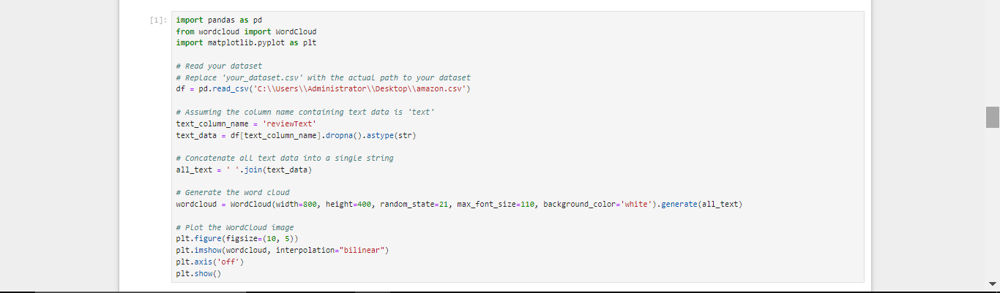 [1]: import pandas as pd
from wordcloud import WordCloud
import matplotlib.pyplot as plt
# Read your dataset
# Replace 'your_dataset.csv' with the actual path to your dataset
df = pd.read_csv('C:\\Users\\Administrator\\Desktop\\amazon.csv')
# Assuming the column name containing text data is 'text'
text_column_name = 'reviewText'
text_data = df[text_column_name].dropna().astype(str)
# Concatenate all text data into a single string
all_text = ' '.join(text_data)
# Generate the word cloud
wordcloud = WordCloud(width=800, height=400, random_state=21, max_font_size=110, background_color='white').generate(all_text)
# Plot the WordCloud image
plt.figure(figsize=(10, 5))
plt.imshow(wordcloud, interpolation="bilinear")
plt.axis('off')
plt.show()